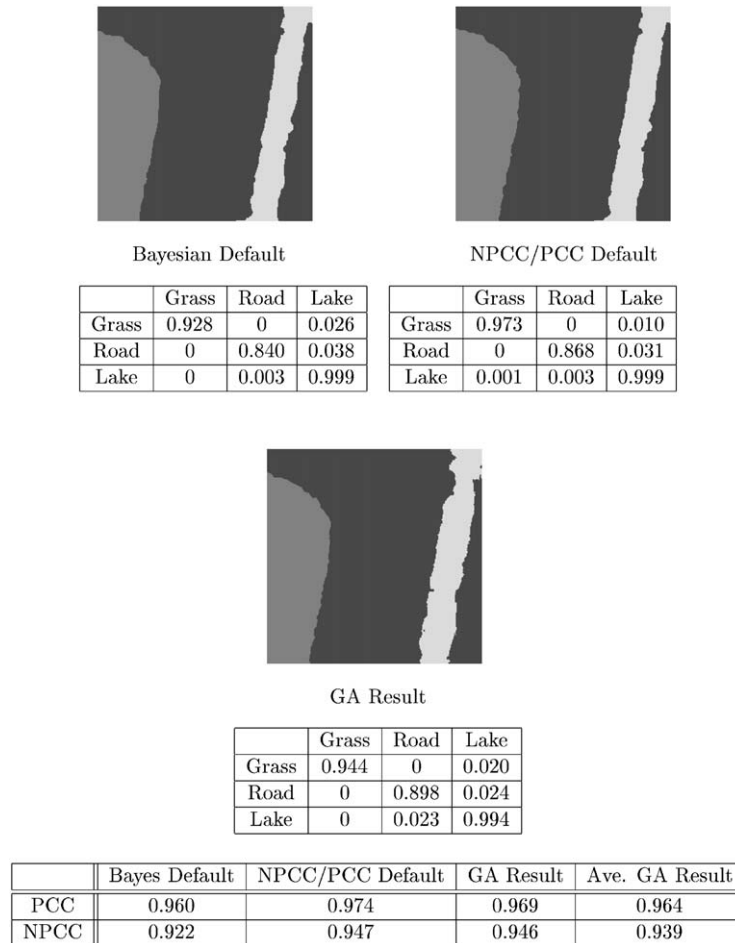 Bayesian Default
NPCC/PCC Default
Grass Road Lake
Grass 0.928 0 0.026
Road 0 0.840 0.038
Lake 0 0.003 0.999
Grass Road Lake
Grass 0.973 0 0.010
Road 0 0.868 0.031
Lake 0.001 0.003 0.999
GA Result
Grass Road Lake
Grass 0.944 0 0.020
Road 0 0.898 0.024
Lake 0 0.023 0.994
Bayes Default NPCC/PCC Default GA Result Ave. GA Result
PCC 0.960 0.974 0.969 0.964
NPCC 0.922 0.947 0.946 0.939